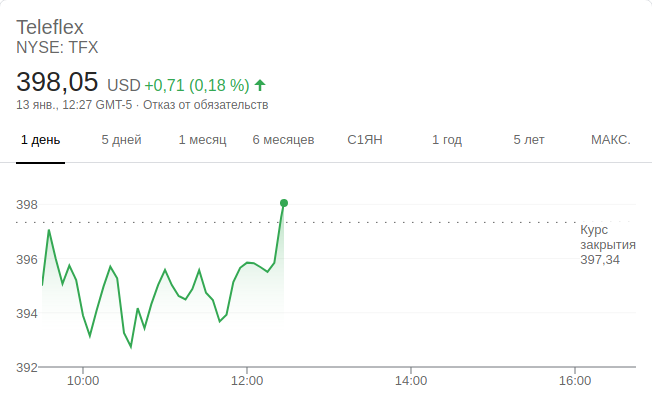 Teleflex
NYSE: TFX
398,05 USD +0,71 (0,18 %)
13 янв., 12:27 GMT-5 · Отказ от обязательств
1 день 5 дней 1 месяц 6 месяцев С1ЯН 1 год 5 лет МАКС.
398
Курс
закрытия
397,34
396
394
392
10:00 12:00 14:00 16:00